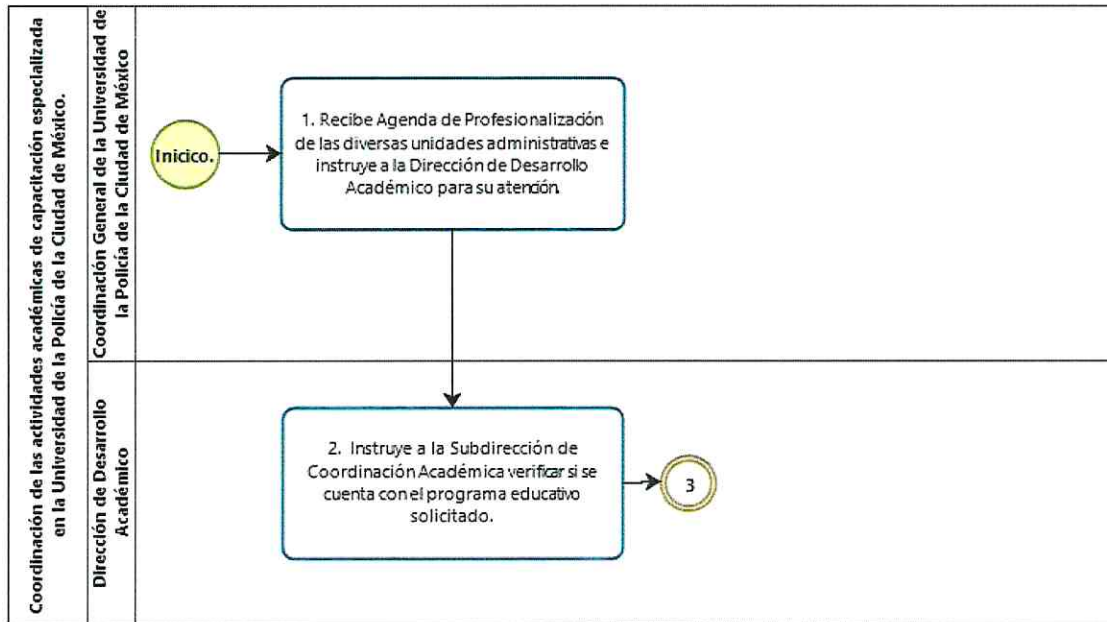 Coordinación de las actividades académicas de capacitación especializada
en la Universidad de la Policía de la Ciudad de México.
Coordinación General de la Universidad de
la Policía de la Ciudad de México
Inicico.
1. Recibe Agenda de Profesionalización
de las diversas unidades administrativas e
instruye a la Dirección de Desarrollo
Académico para su atención.
Dirección de Desarrollo
Académico
2. Instruye a la Subdirección de
Coordinación Académica verificar si se
cuenta con el programa educativo
solicitado.
3